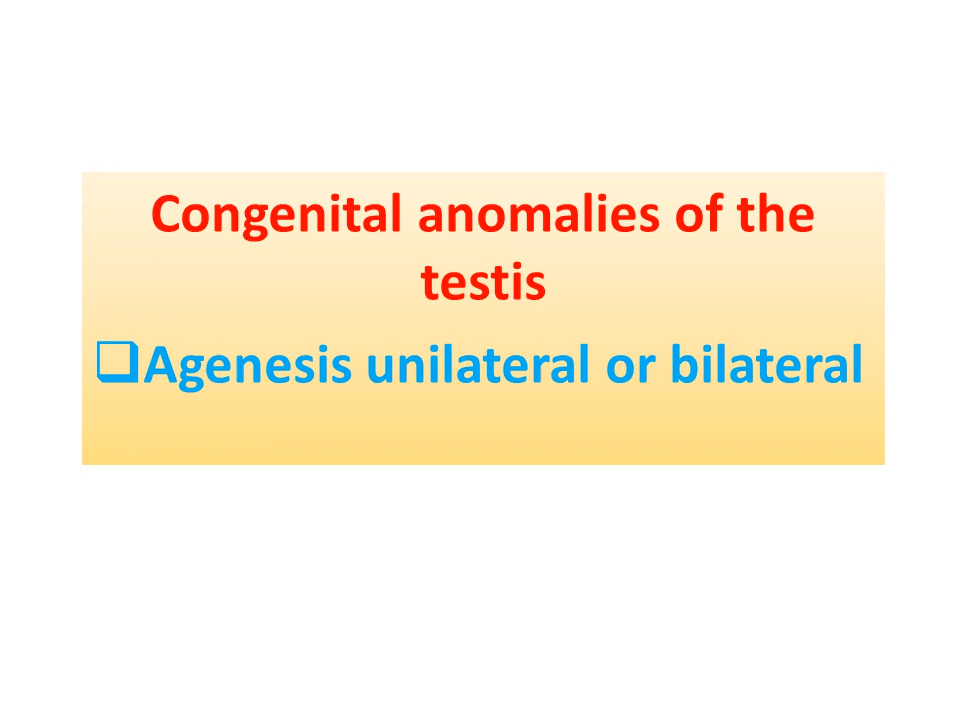 Congenital anomalies of the
testis
❑Agenesis unilateral or bilateral